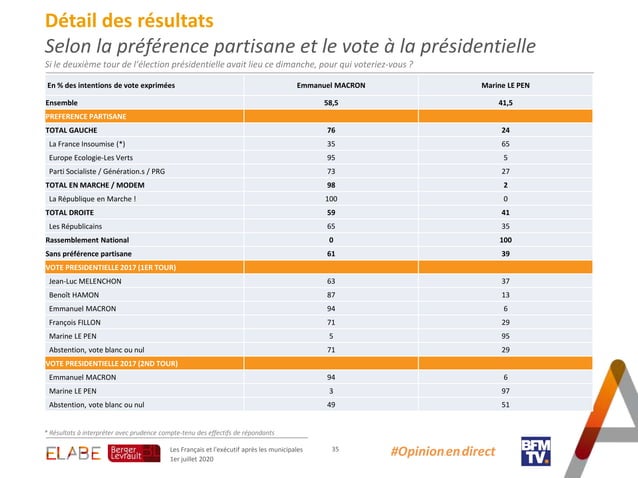 Détail des résultats
Selon la préférence partisane et le vote à la présidentielle
Si le deuxième tour de l'élection présidentielle avait lieu ce dimanche, pour qui voteriez-vous ?
En % des intentions de vote exprimées Emmanuel MACRON Marine LE PEN
Ensemble 58,5 41,5
PREFERENCE PARTISANE
TOTAL GAUCHE 76 24
La France Insoumise (*) 35 65
Europe Ecologie-Les Verts 95 5
Parti Socialiste / Génération.s / PRG 73 27
TOTAL EN MARCHE / MODEM 98 2
La République en Marche ! 100 0
TOTAL DROITE 59 41
Les Républicains 65 35
Rassemblement National 0 100
Sans préférence partisane 61 39
VOTE PRESIDENTIELLE 2017 (1ER TOUR)
Jean-Luc MELENCHON 63 37
Benoît HAMON 87 13
Emmanuel MACRON 94 6
François FILLON 71 29
Marine LE PEN 5 95
Abstention, vote blanc ou nul 71 29
VOTE PRESIDENTIELLE 2017 (2ND TOUR)
Emmanuel MACRON 94 6
Marine LE PEN 3 97
Abstention, vote blanc ou nul 49 51
* Résultats à interpréter avec prudence compte-tenu des effectifs de répondants
ELABE Berger Levrault Les Français et l'exécutif après les municipales 35 #Opinionendirect BFM TV.
1er juillet 2020